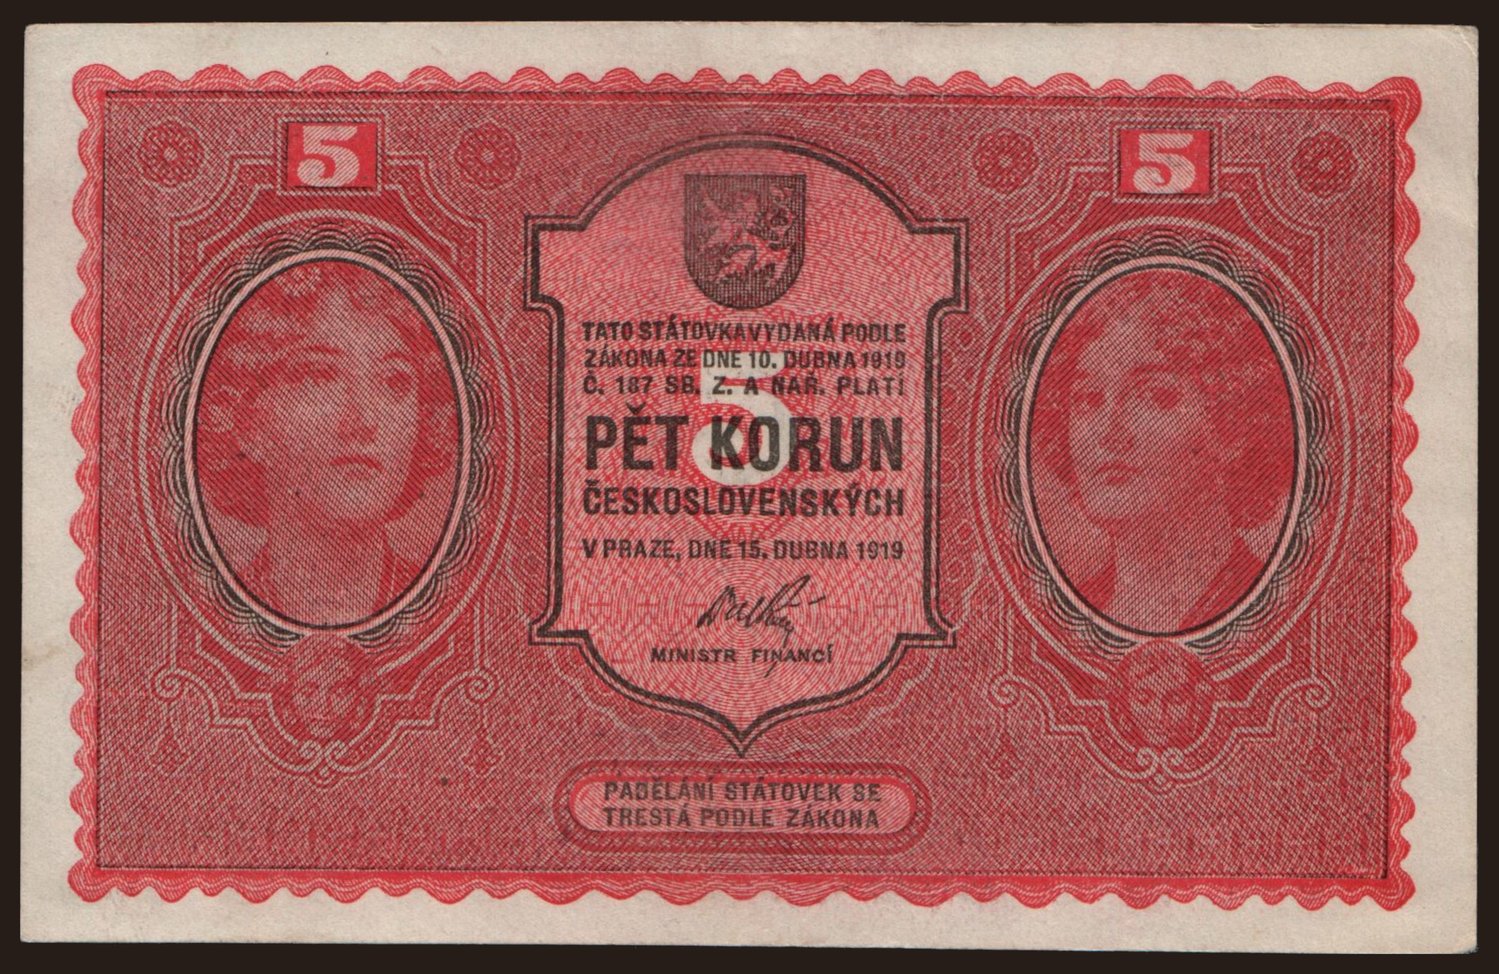 5 5
TATO STÁTOVKA VYDANÁ PODLE
ZÁKONA ZE DNE 10. DUBNA 1919
Č. 187 SB. Z. A NAŘ. PLATÍ
5
PĚT KORUN
ČESKOSLOVENSKÝCH
V PRAZE, DNE 15. DUBNA 1919
MINISTR FINANCÍ
PADĚLÁNÍ STÁTOVEK SE
TRESTÁ PODLE ZÁKONA